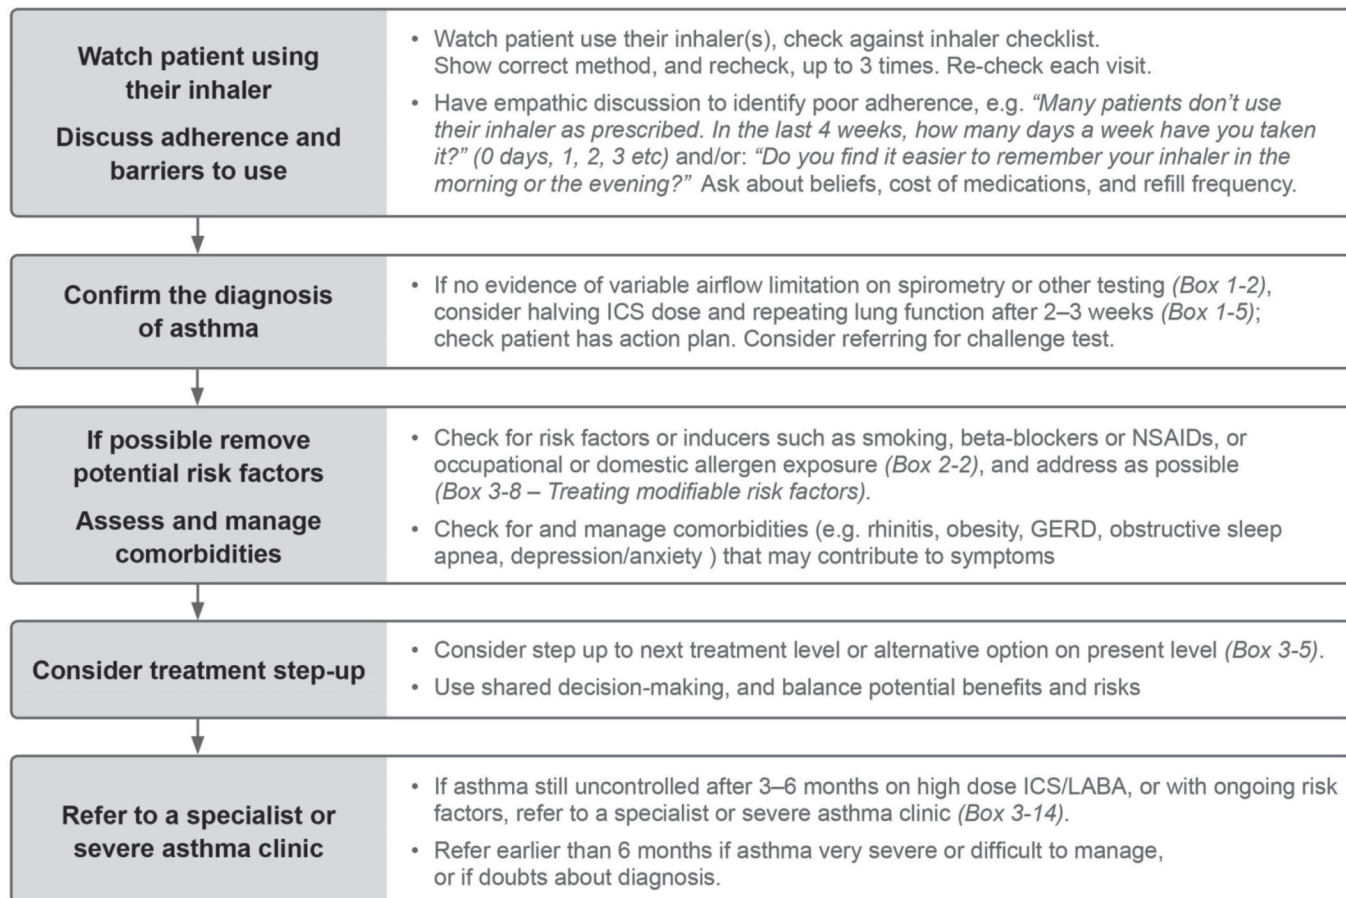 Watch patient using
their inhaler
Discuss adherence and
barriers to use
• Watch patient use their inhaler(s), check against inhaler checklist.
Show correct method, and recheck, up to 3 times. Re-check each visit.
• Have empathic discussion to identify poor adherence, e.g. “Many patients don’t use
their inhaler as prescribed. In the last 4 weeks, how many days a week have you taken
it?” (0 days, 1, 2, 3 etc) and/or: “Do you find it easier to remember your inhaler in the
morning or the evening?” Ask about beliefs, cost of medications, and refill frequency.
Confirm the diagnosis
of asthma
• If no evidence of variable airflow limitation on spirometry or other testing (Box 1-2),
consider halving ICS dose and repeating lung function after 2–3 weeks (Box 1-5);
check patient has action plan. Consider referring for challenge test.
If possible remove
potential risk factors
Assess and manage
comorbidities
• Check for risk factors or inducers such as smoking, beta-blockers or NSAIDs, or
occupational or domestic allergen exposure (Box 2-2), and address as possible
(Box 3-8 – Treating modifiable risk factors).
• Check for and manage comorbidities (e.g. rhinitis, obesity, GERD, obstructive sleep
apnea, depression/anxiety ) that may contribute to symptoms
Consider treatment step-up
• Consider step up to next treatment level or alternative option on present level (Box 3-5).
• Use shared decision-making, and balance potential benefits and risks
Refer to a specialist or
severe asthma clinic
• If asthma still uncontrolled after 3–6 months on high dose ICS/LABA, or with ongoing risk
factors, refer to a specialist or severe asthma clinic (Box 3-14).
• Refer earlier than 6 months if asthma very severe or difficult to manage,
or if doubts about diagnosis.